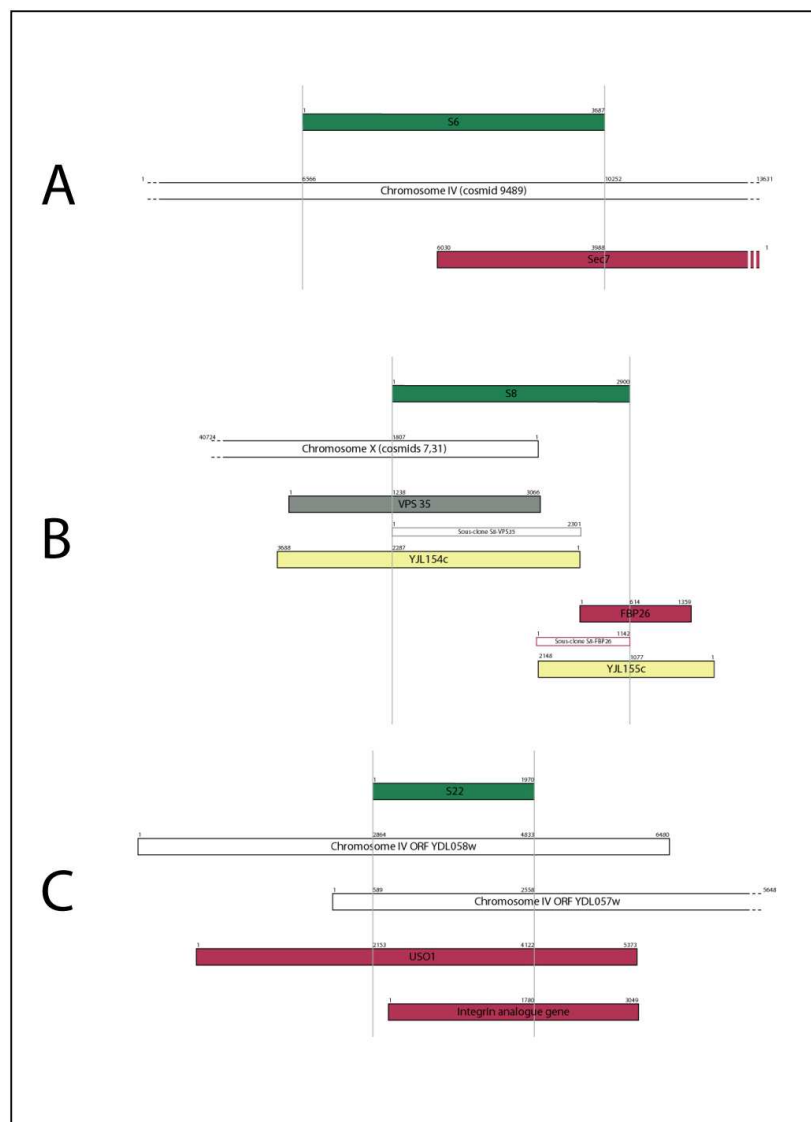 A
1 3687
S6
1 6566 10252 13631
Chromosome IV (cosmid 9489)
6030 3988 1
Sec7
B
1 2900
S8
40724 1807 1
Chromosome X (cosmids 7,31)
1 1238 3066
VPS 35
1 2301
Sous-clone S8-VPS35
3688 2287 1
YJL154c
1 614 1359
FBP26
1 1142
Sous-clone S8-FBP26
2148 1077 1
YJL155c
C
1 1970
S22
1 2864 4833 6480
Chromosome IV ORF YDL058w
1 589 2558 5648
Chromosome IV ORF YDL057w
1 2153 4122 5373
USO1
1 1780 3049
Integrin analogue gene